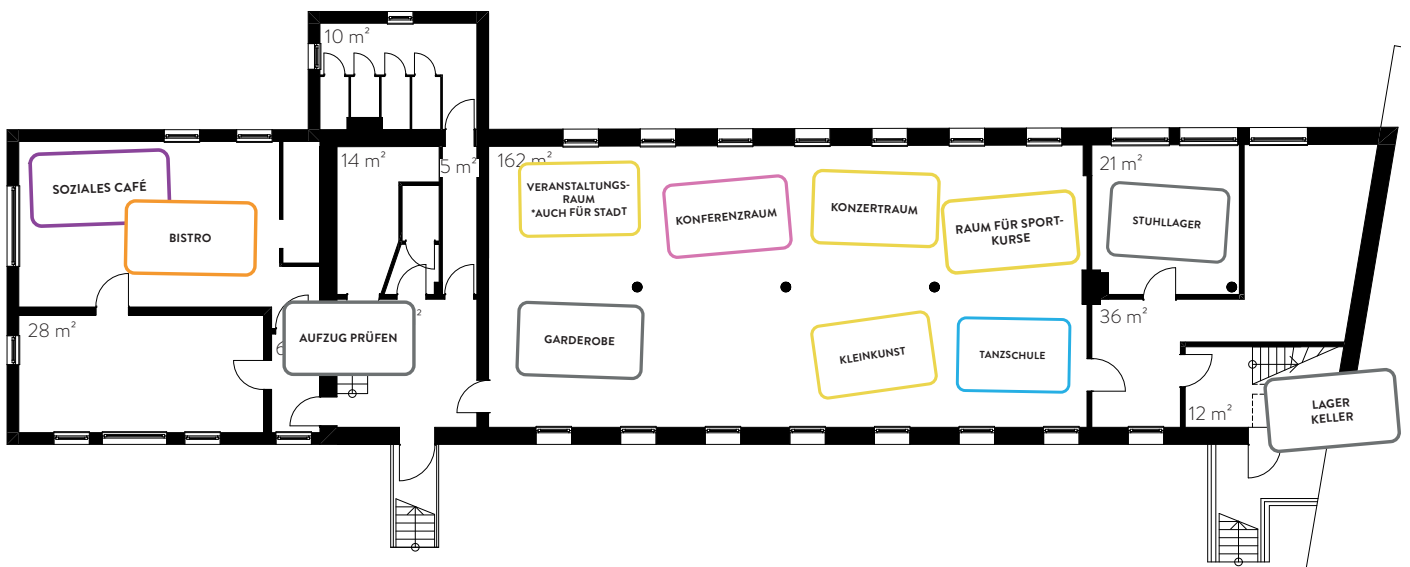 10 m²
14 m²
5 m²
162 m²
21 m²
SOZIALES CAFÉ
BISTRO
VERANSTALTUNGS-
RAUM
*AUCH FÜR STADT
KONFERENZRAUM
KONZERTRAUM
RAUM FÜR SPORT-
KURSE
STUHLLAGER
28 m²
AUFZUG PRÜFEN
GARDEROBE
KLEINKUNST
TANZSCHULE
36 m²
12 m²
LAGER
KELLER